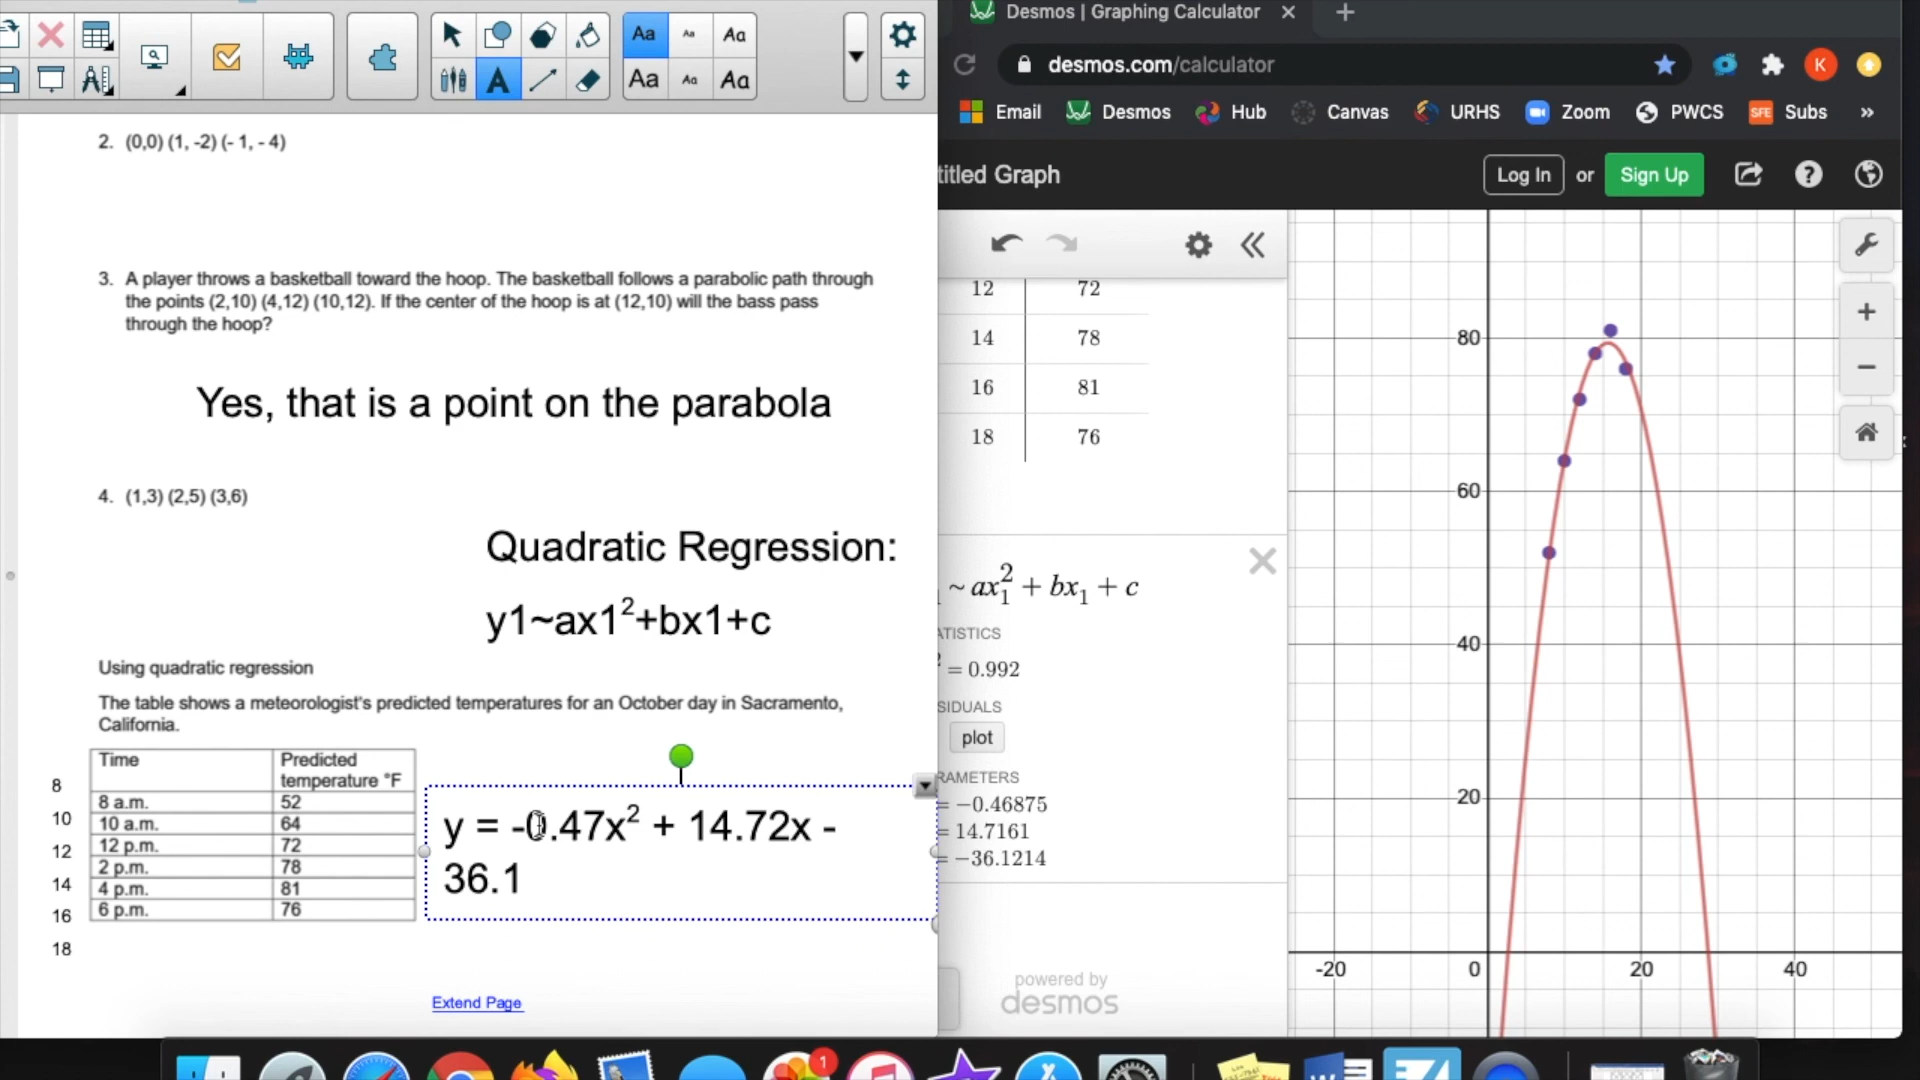 Aa Aa Aa
Aa Aa Aa
Desmos | Graphing Calculator
desmos.com/calculator
Email Desmos Hub Canvas URHS Zoom PWCS SFE Subs »
titled Graph
Log In or Sign Up
2. (0,0) (1, -2) (- 1, - 4)
3. A player throws a basketball toward the hoop. The basketball follows a parabolic path through
the points (2,10) (4,12) (10,12). If the center of the hoop is at (12,10) will the bass pass
through the hoop?
Yes, that is a point on the parabola
4. (1,3) (2,5) (3,6)
Quadratic Regression:
y1~ax1²+bx1+c
Using quadratic regression
The table shows a meteorologist's predicted temperatures for an October day in Sacramento,
California.
Time Predicted
temperature °F
8 a.m. 52
10 a.m. 64
12 p.m. 72
2 p.m. 78
4 p.m. 81
6 p.m. 76
8
10
12
14
16
18
y = -0.47x² + 14.72x -
36.1
Extend Page
12 72
14 78
16 81
18 76
~ ax₁² + bx₁ + c
ATISTICS
= 0.992
SIDUALS
plot
RAMETERS
= −0.46875
= 14.7161
= −36.1214
powered by
desmos
80
60
40
20
-20 0 20 40
K
1
W